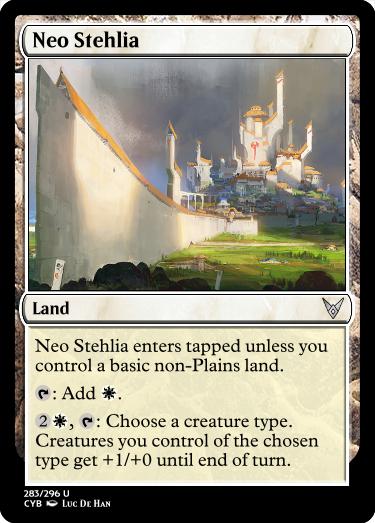 Neo Stehlia
Land
Neo Stehlia enters tapped unless you
control a basic non-Plains land.
: Add .
2, : Choose a creature type.
Creatures you control of the chosen
type get +1/+0 until end of turn.
283/296 U
CYB Luc De Han